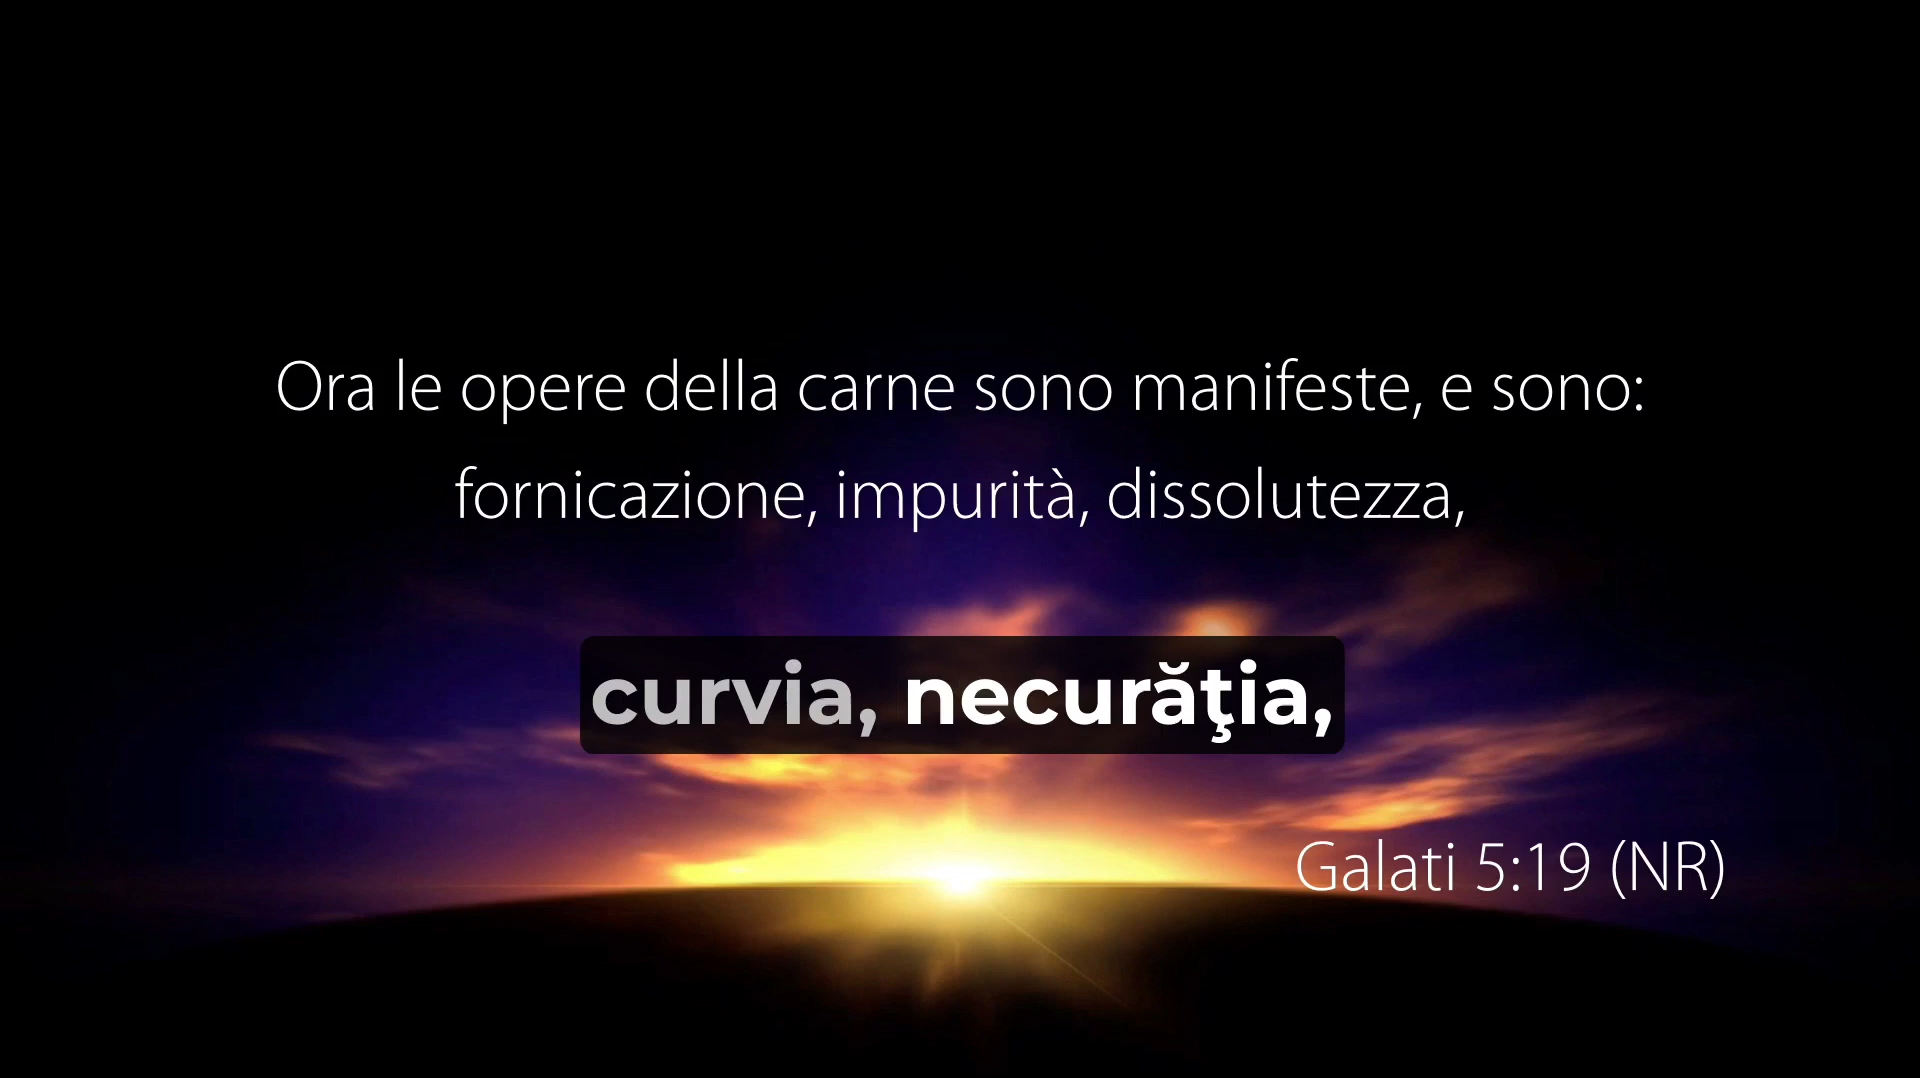 Ora le opere della carne sono manifeste, e sono:
fornicazione, impurità, dissolutezza,
curvia, necurăţia,
Galati 5:19 (NR)